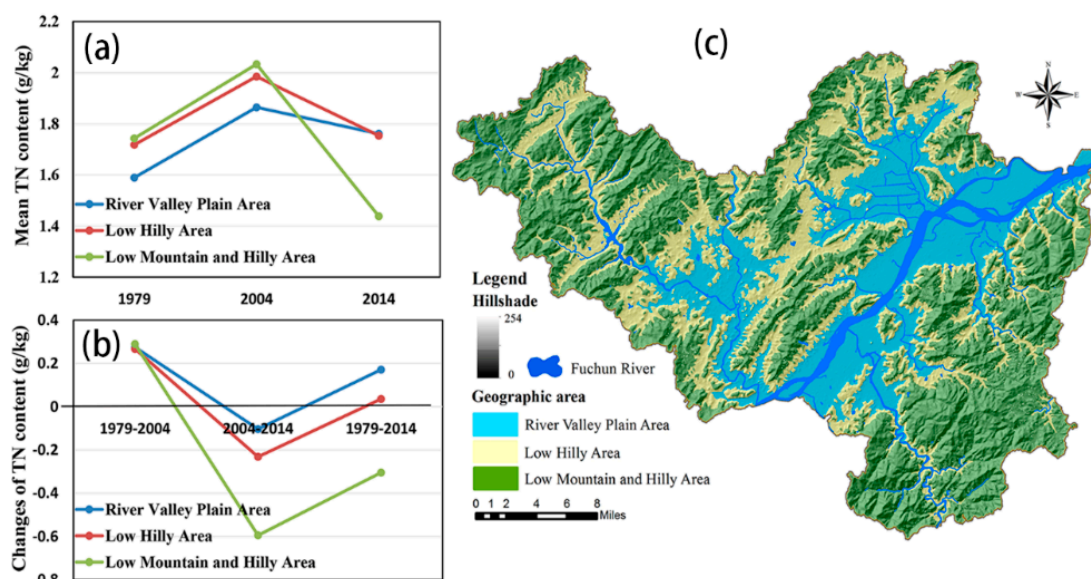 (a)
Mean TN content (g/kg)
2.2
2
1.8
1.6
1.4
1.2
River Valley Plain Area
Low Hilly Area
Low Mountain and Hilly Area
1979
2004
2014
(b)
Changes of TN content (g/kg)
0.4
0.2
0
-0.2
-0.4
-0.6
-0.8
1979-2004
2004-2014
1979-2014
River Valley Plain Area
Low Hilly Area
Low Mountain and Hilly Area
(c)
N
W
E
S
Legend
Hillshade
254
0
Fuchun River
Geographic area
River Valley Plain Area
Low Hilly Area
Low Mountain and Hilly Area
0 1 2 4 6 8
Miles